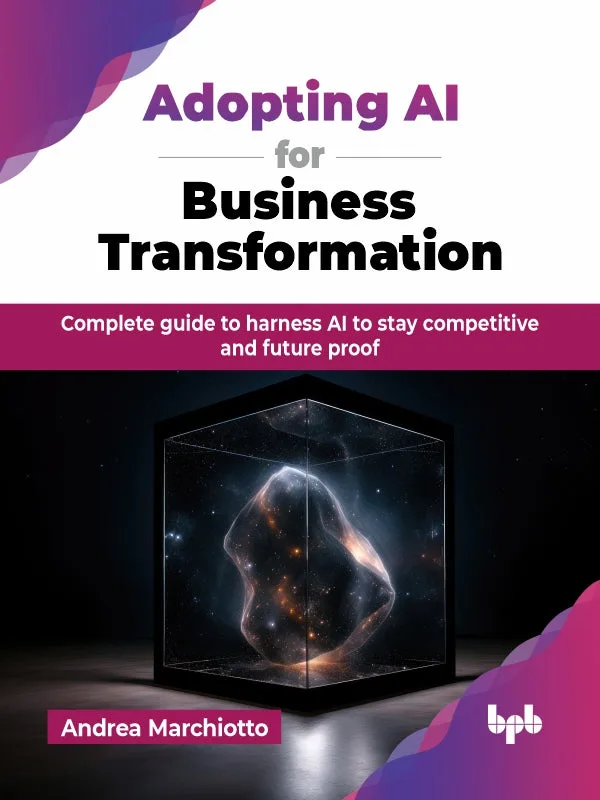 Adopting AI
for
Business
Transformation
Complete guide to harness AI to stay competitive
and future proof
Andrea Marchiotto
bpb